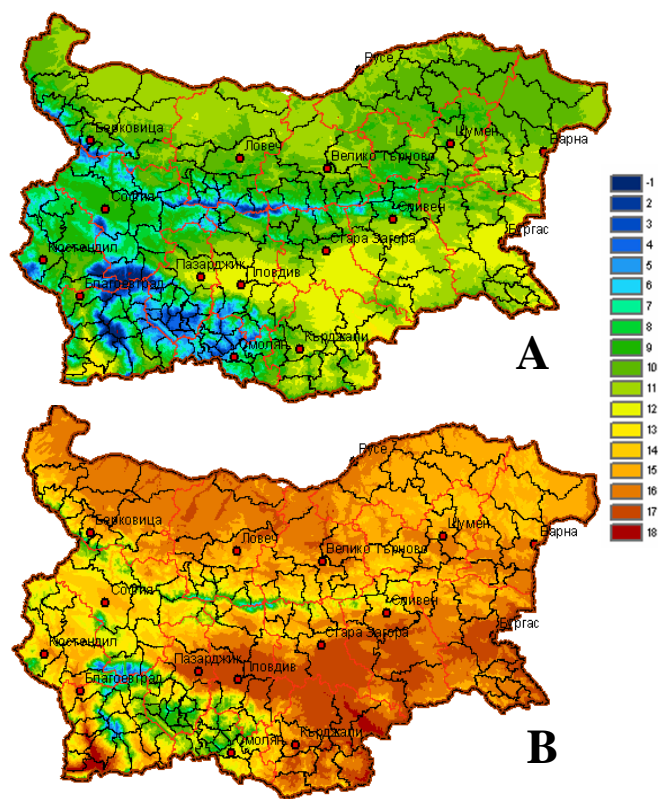 Русе
Берковица
Ловеч
Велико Търново
Шумен
Варна
София
Сливен
Бургас
Кюстендил
Стара Загора
Пазарджик
Пловдив
Благоевград
Смолян
Кърджали
A
-1
2
3
4
5
6
7
8
9
10
11
12
13
14
15
16
17
18
Русе
Берковица
Ловеч
Велико Търново
Шумен
Варна
София
Сливен
Бургас
Кюстендил
Стара Загора
Пазарджик
Пловдив
Благоевград
Смолян
Кърджали
B